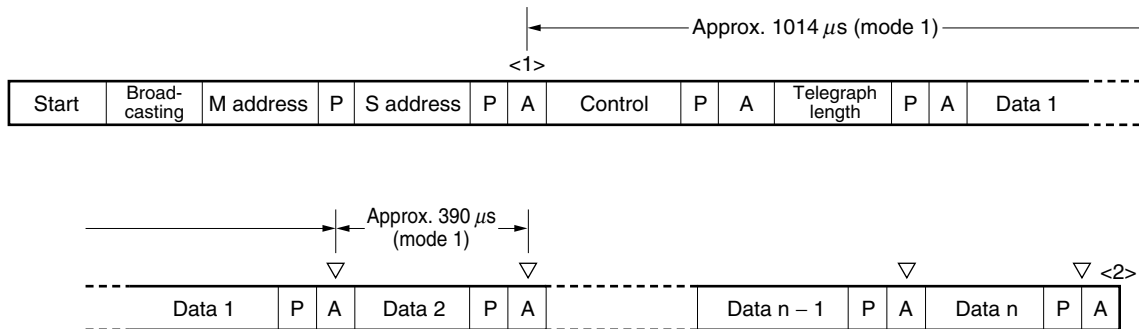 Approx. 1014 μs (mode 1)
<1>
Start Broad-casting M address P S address P A Control P A Telegraph length P A Data 1
Approx. 390 μs
(mode 1)
<2>
Data 1 P A Data 2 P A Data n – 1 P A Data n P A